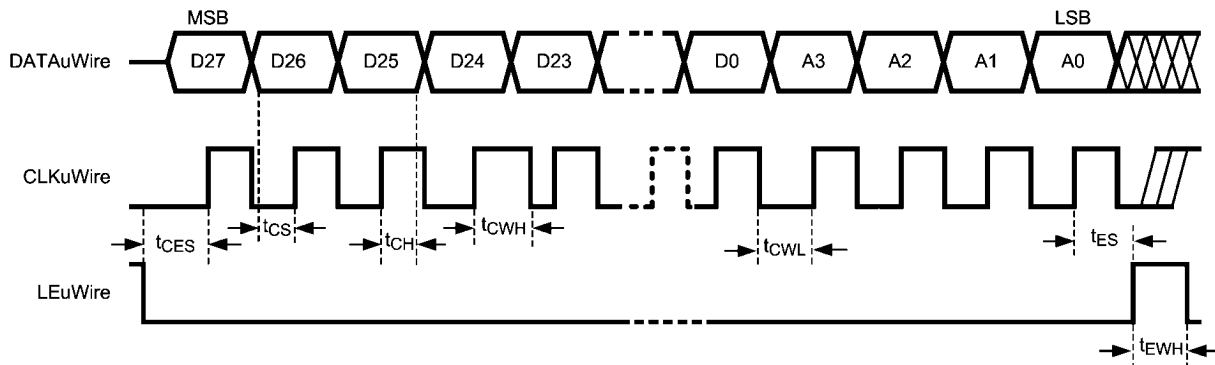 MSB LSB
DATAuWire D27 D26 D25 D24 D23 D0 A3 A2 A1 A0
CLKuWire
tCES tCS tCH tCWH tCWL tES
LEuWire
tEWH